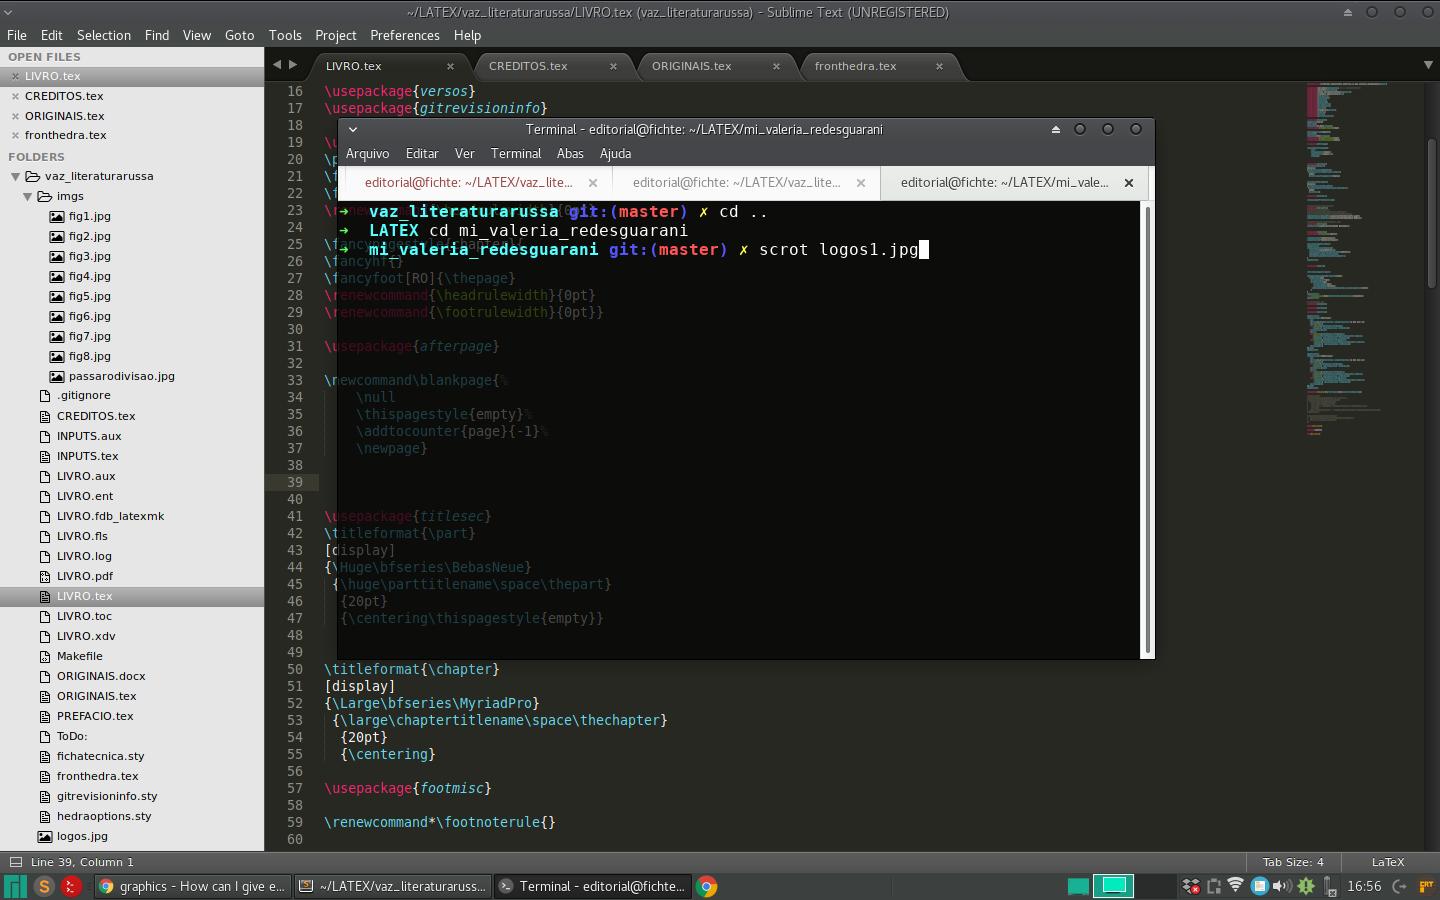 ~/LATEX/vaz_literaturarussa/LIVRO.tex (vaz_literaturarussa) - Sublime Text (UNREGISTERED)
File Edit Selection Find View Goto Tools Project Preferences Help
OPEN FILES
LIVRO.tex
CREDITOS.tex
ORIGINAIS.tex
fronthedra.tex
FOLDERS
vaz_literaturarussa
imgs
fig1.jpg
fig2.jpg
fig3.jpg
fig4.jpg
fig5.jpg
fig6.jpg
fig7.jpg
fig8.jpg
passarodivisao.jpg
.gitignore
CREDITOS.tex
INPUTS.aux
INPUTS.tex
LIVRO.aux
LIVRO.ent
LIVRO.fdb_latexmk
LIVRO.fls
LIVRO.log
LIVRO.pdf
LIVRO.tex
LIVRO.toc
LIVRO.xdv
Makefile
ORIGINAIS.docx
ORIGINAIS.tex
PREFACIO.tex
ToDo:
fichatecnica.sty
fronthedra.tex
gitrevisioninfo.sty
hedraoptions.sty
logos.jpg
LIVRO.tex CREDITOS.tex ORIGINAIS.tex fronthedra.tex
16 \usepackage{versos}
17 \usepackage{gitrevisioninfo}
18
19
20
21
22
23
24
25
26 \fancyhf{}
27 \fancyfoot[RO]{\thepage}
28 \renewcommand{\headrulewidth}{0pt}
29 \renewcommand{\footrulewidth}{0pt}}
30
31 \usepackage{afterpage}
32
33 \newcommand\blankpage{%
34 \null
35 \thispagestyle{empty}%
36 \addtocounter{page}{-1}%
37 \newpage}
38
39
40
41 \usepackage{titlesec}
42 \titleformat{\part}
43 [display]
44 {\Huge\bfseries\BebasNeue}
45 {\huge\parttitlename\space\thepart}
46 {20pt}
47 {\centering\thispagestyle{empty}}
48
49
50 \titleformat{\chapter}
51 [display]
52 {\Large\bfseries\MyriadPro}
53 {\large\chaptertitlename\space\thechapter}
54 {20pt}
55 {\centering}
56
57 \usepackage{footmisc}
58
59 \renewcommand*\footnoterule{}
60
Terminal - editorial@fichte: ~/LATEX/mi_valeria_redesguarani
Arquivo Editar Ver Terminal Abas Ajuda
editorial@fichte: ~/LATEX/vaz_lite... editorial@fichte: ~/LATEX/vaz_lite... editorial@fichte: ~/LATEX/mi_vale...
➜ vaz_literaturarussa git:(master) ✗ cd ..
➜ LATEX cd mi_valeria_redesguarani
➜ mi_valeria_redesguarani git:(master) ✗ scrot logos1.jpg
Line 39, Column 1 Tab Size: 4 LaTeX
graphics - How can I give e... ~/LATEX/vaz_literaturaruss... Terminal - editorial@fichte... 16:56